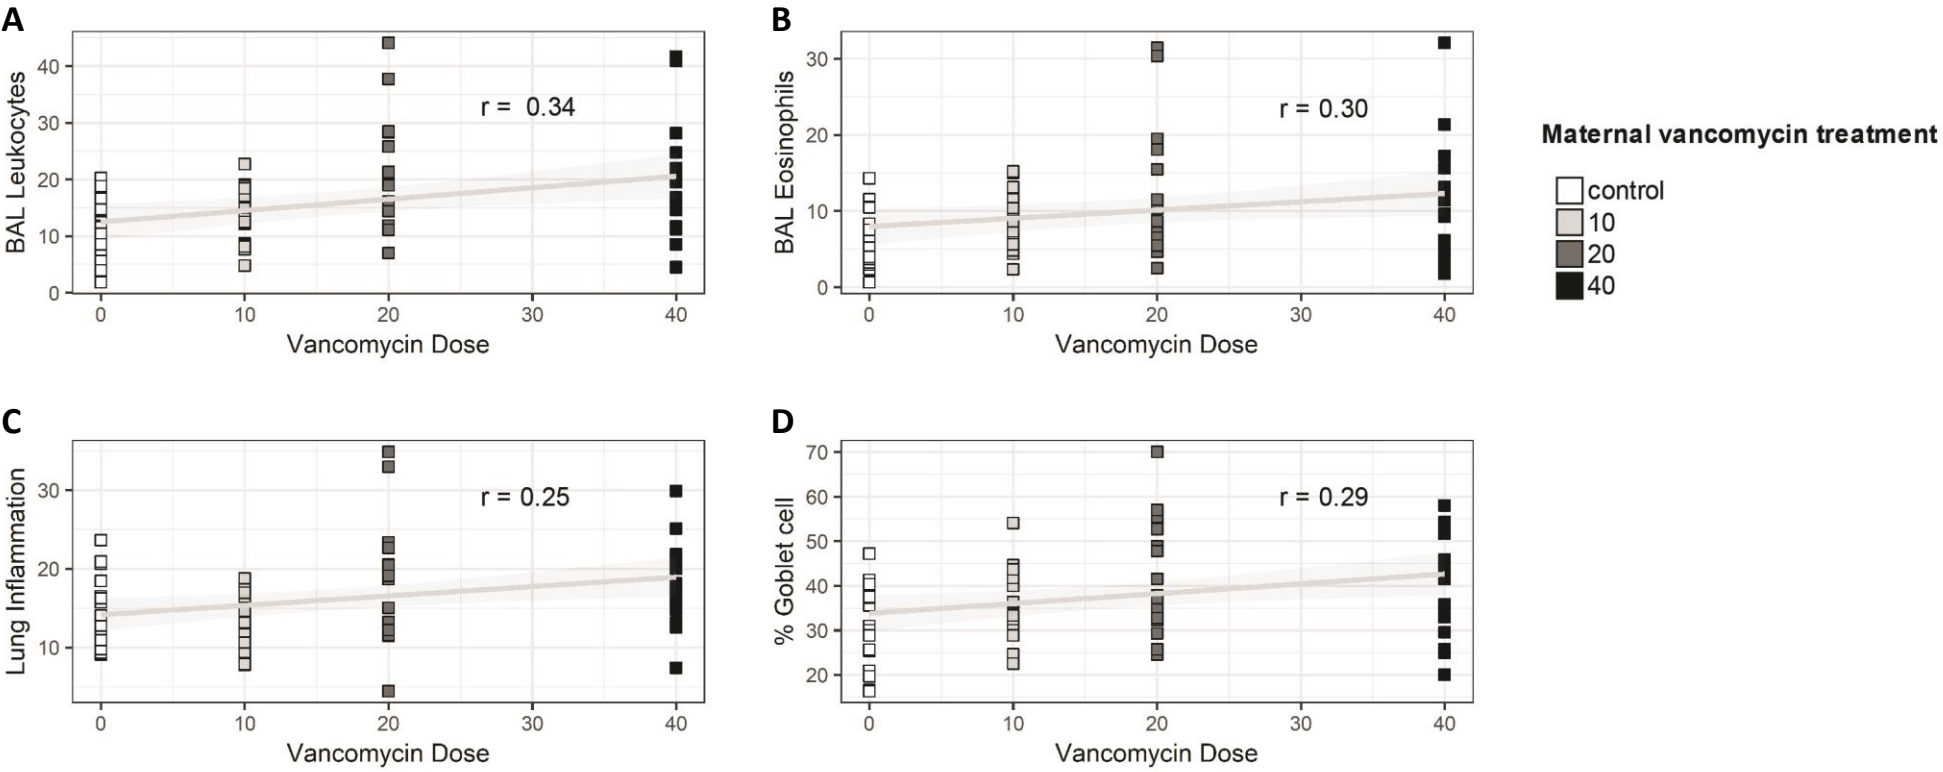 A
BAL Leukocytes
40
30
20
10
0
r = 0.34
0 10 20 30 40
Vancomycin Dose
B
BAL Eosinophils
30
20
10
0
r = 0.30
0 10 20 30 40
Vancomycin Dose
Maternal vancomycin treatment
control
10
20
40
C
Lung Inflammation
30
20
10
r = 0.25
0 10 20 30 40
Vancomycin Dose
D
% Goblet cell
70
60
50
40
30
20
r = 0.29
0 10 20 30 40
Vancomycin Dose